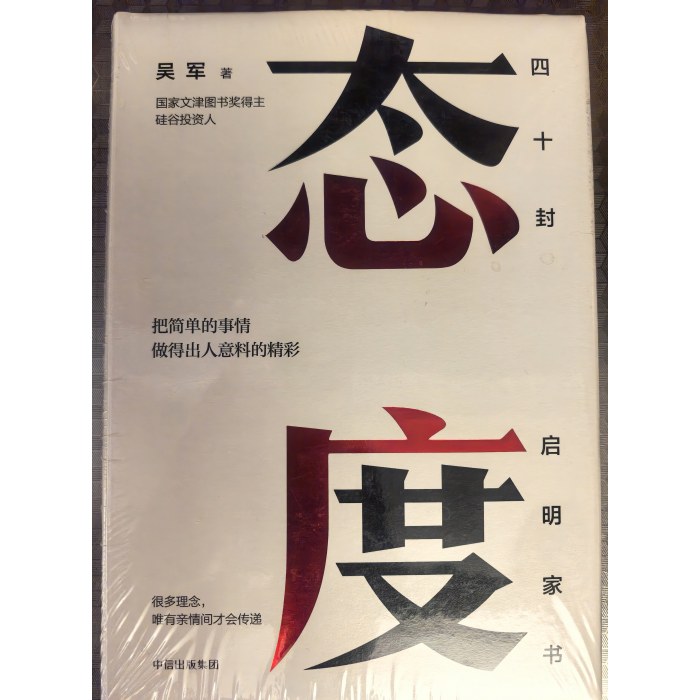 吴军 著
国家文津图书奖得主
硅谷投资人
态度
四十封
启明家书
把简单的事情
做得出人意料的精彩
很多理念，
唯有亲情间才会传递
中信出版集团